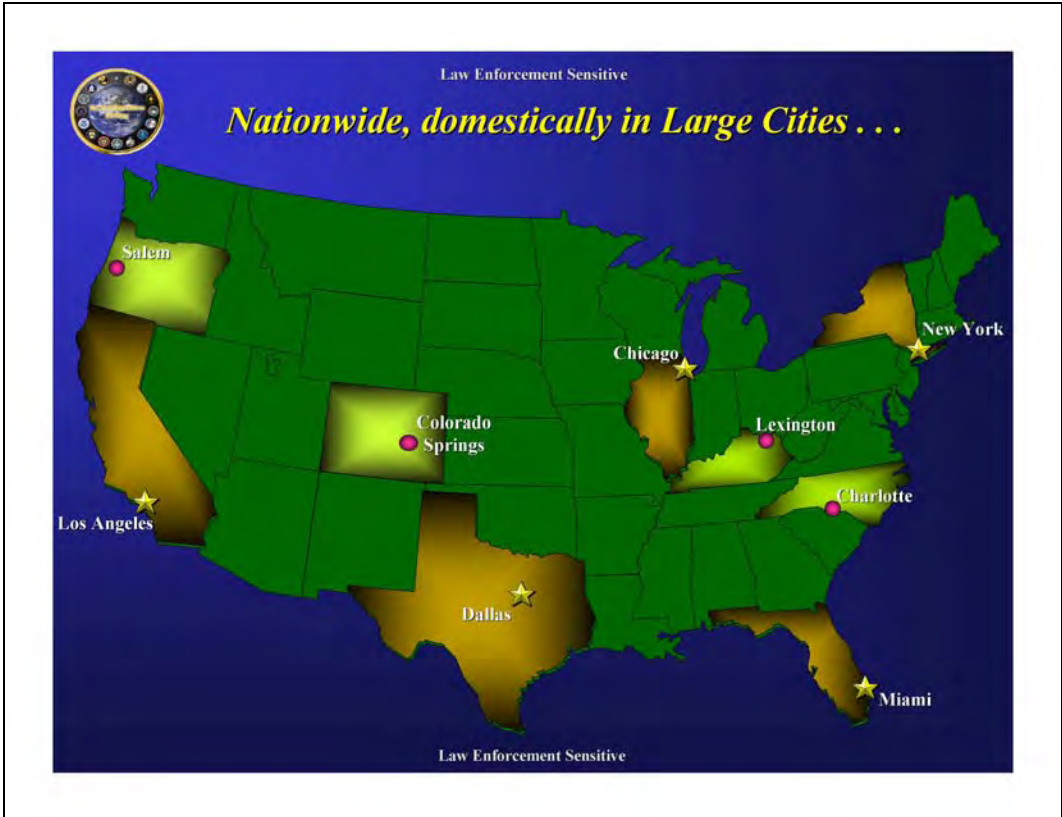 Law Enforcement Sensitive
Nationwide, domestically in Large Cities . . .
Salem
New York
Chicago
Colorado
Springs
Lexington
Charlotte
Los Angeles
Dallas
Miami
Law Enforcement Sensitive